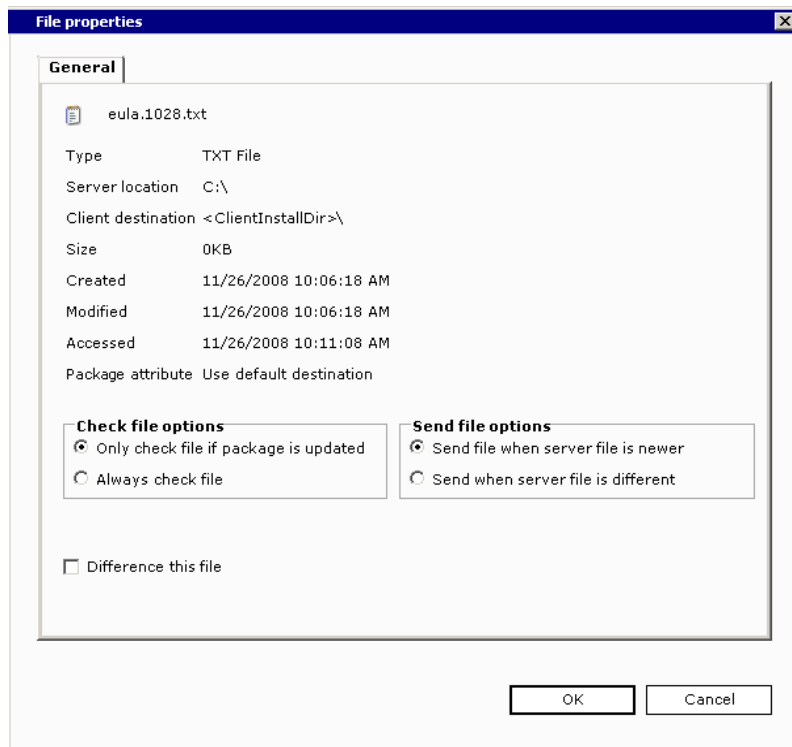 File properties
General
eula.1028.txt
Type TXT File
Server location C:\
Client destination <ClientInstallDir>\
Size 0KB
Created 11/26/2008 10:06:18 AM
Modified 11/26/2008 10:06:18 AM
Accessed 11/26/2008 10:11:08 AM
Package attribute Use default destination
Check file options
Only check file if package is updated
Always check file
Send file options
Send file when server file is newer
Send when server file is different
Difference this file
OK Cancel